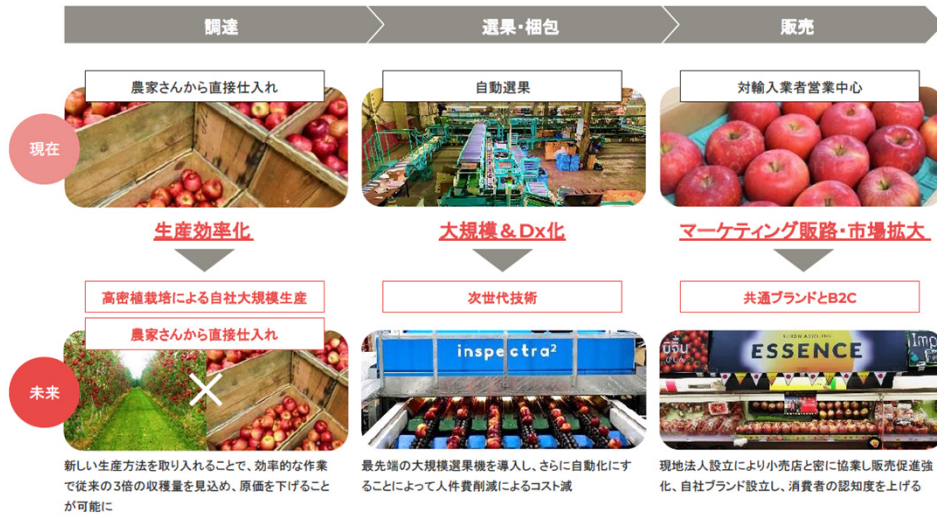 調達
選果・梱包
販売
現在
農家さんから直接仕入れ
自動選果
対輸入業者営業中心
生産効率化
大規模&Dx化
マーケティング販路・市場拡大
未来
高密植栽培による自社大規模生産
農家さんから直接仕入れ
次世代技術
共通ブランドとB2C
inspectra²
ESSENCE
新しい生産方法を取り入れることで、効率的な作業
で従来の3倍の収穫量を見込め、原価を下げること
が可能に
最先端の大規模選果機を導入し、さらに自動化にす
ることによって人件費削減によるコスト減
現地法人設立により小売店と密に協業し販売促進強
化、自社ブランド設立し、消費者の認知度を上げる